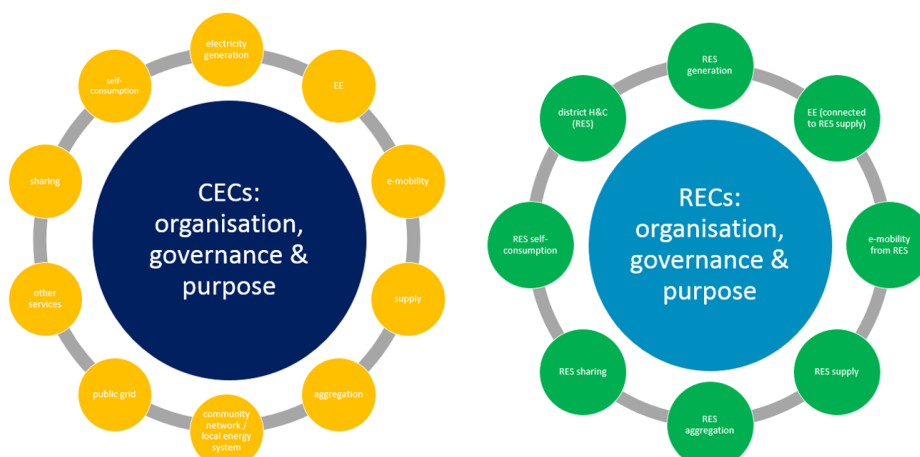 CECs:
organisation,
governance &
purpose
electricity
generation
EE
e-mobility
supply
aggregation
community
network /
local energy
system
public grid
other
services
sharing
self-
consumption
RECs:
organisation,
governance &
purpose
RES
generation
EE (connected
to RES supply)
e-mobility
from RES
RES supply
RES
aggregation
RES sharing
RES self-
consumption
district H&C
(RES)